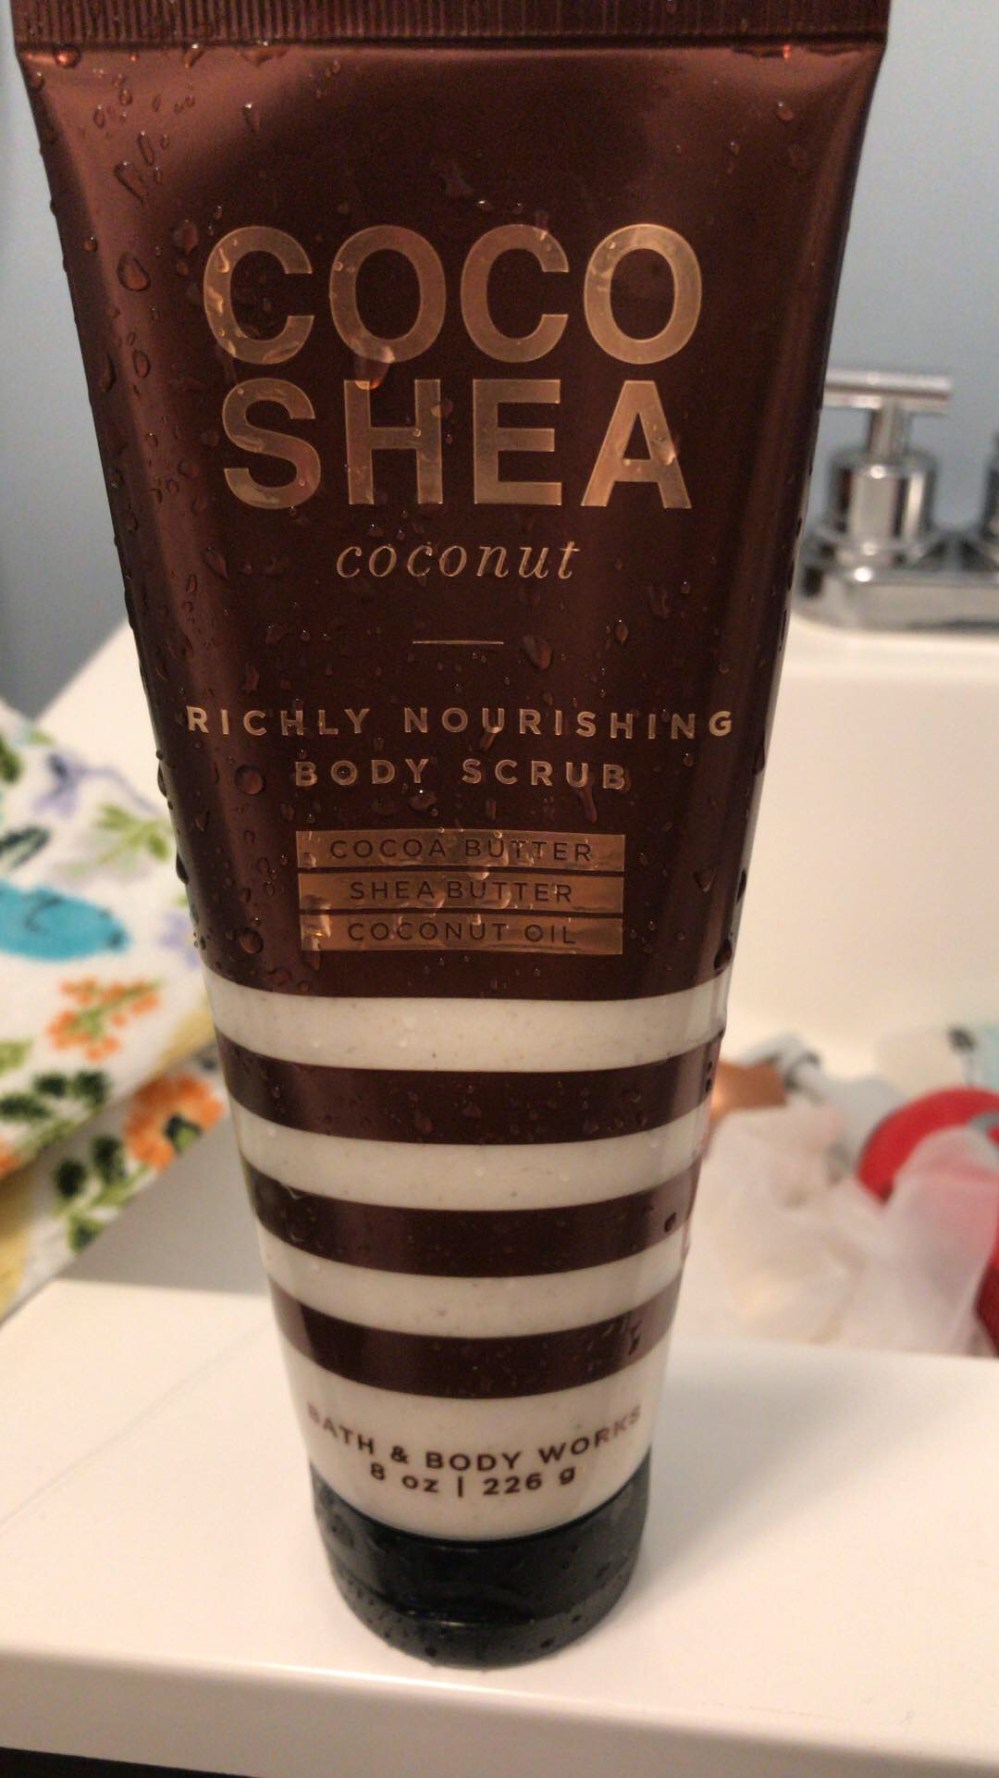 COCO
SHEA
coconut
RICHLY NOURISHING
BODY SCRUB
COCOA BUTTER
SHEA BUTTER
COCONUT OIL
BATH & BODY WORKS
8 oz | 226 g